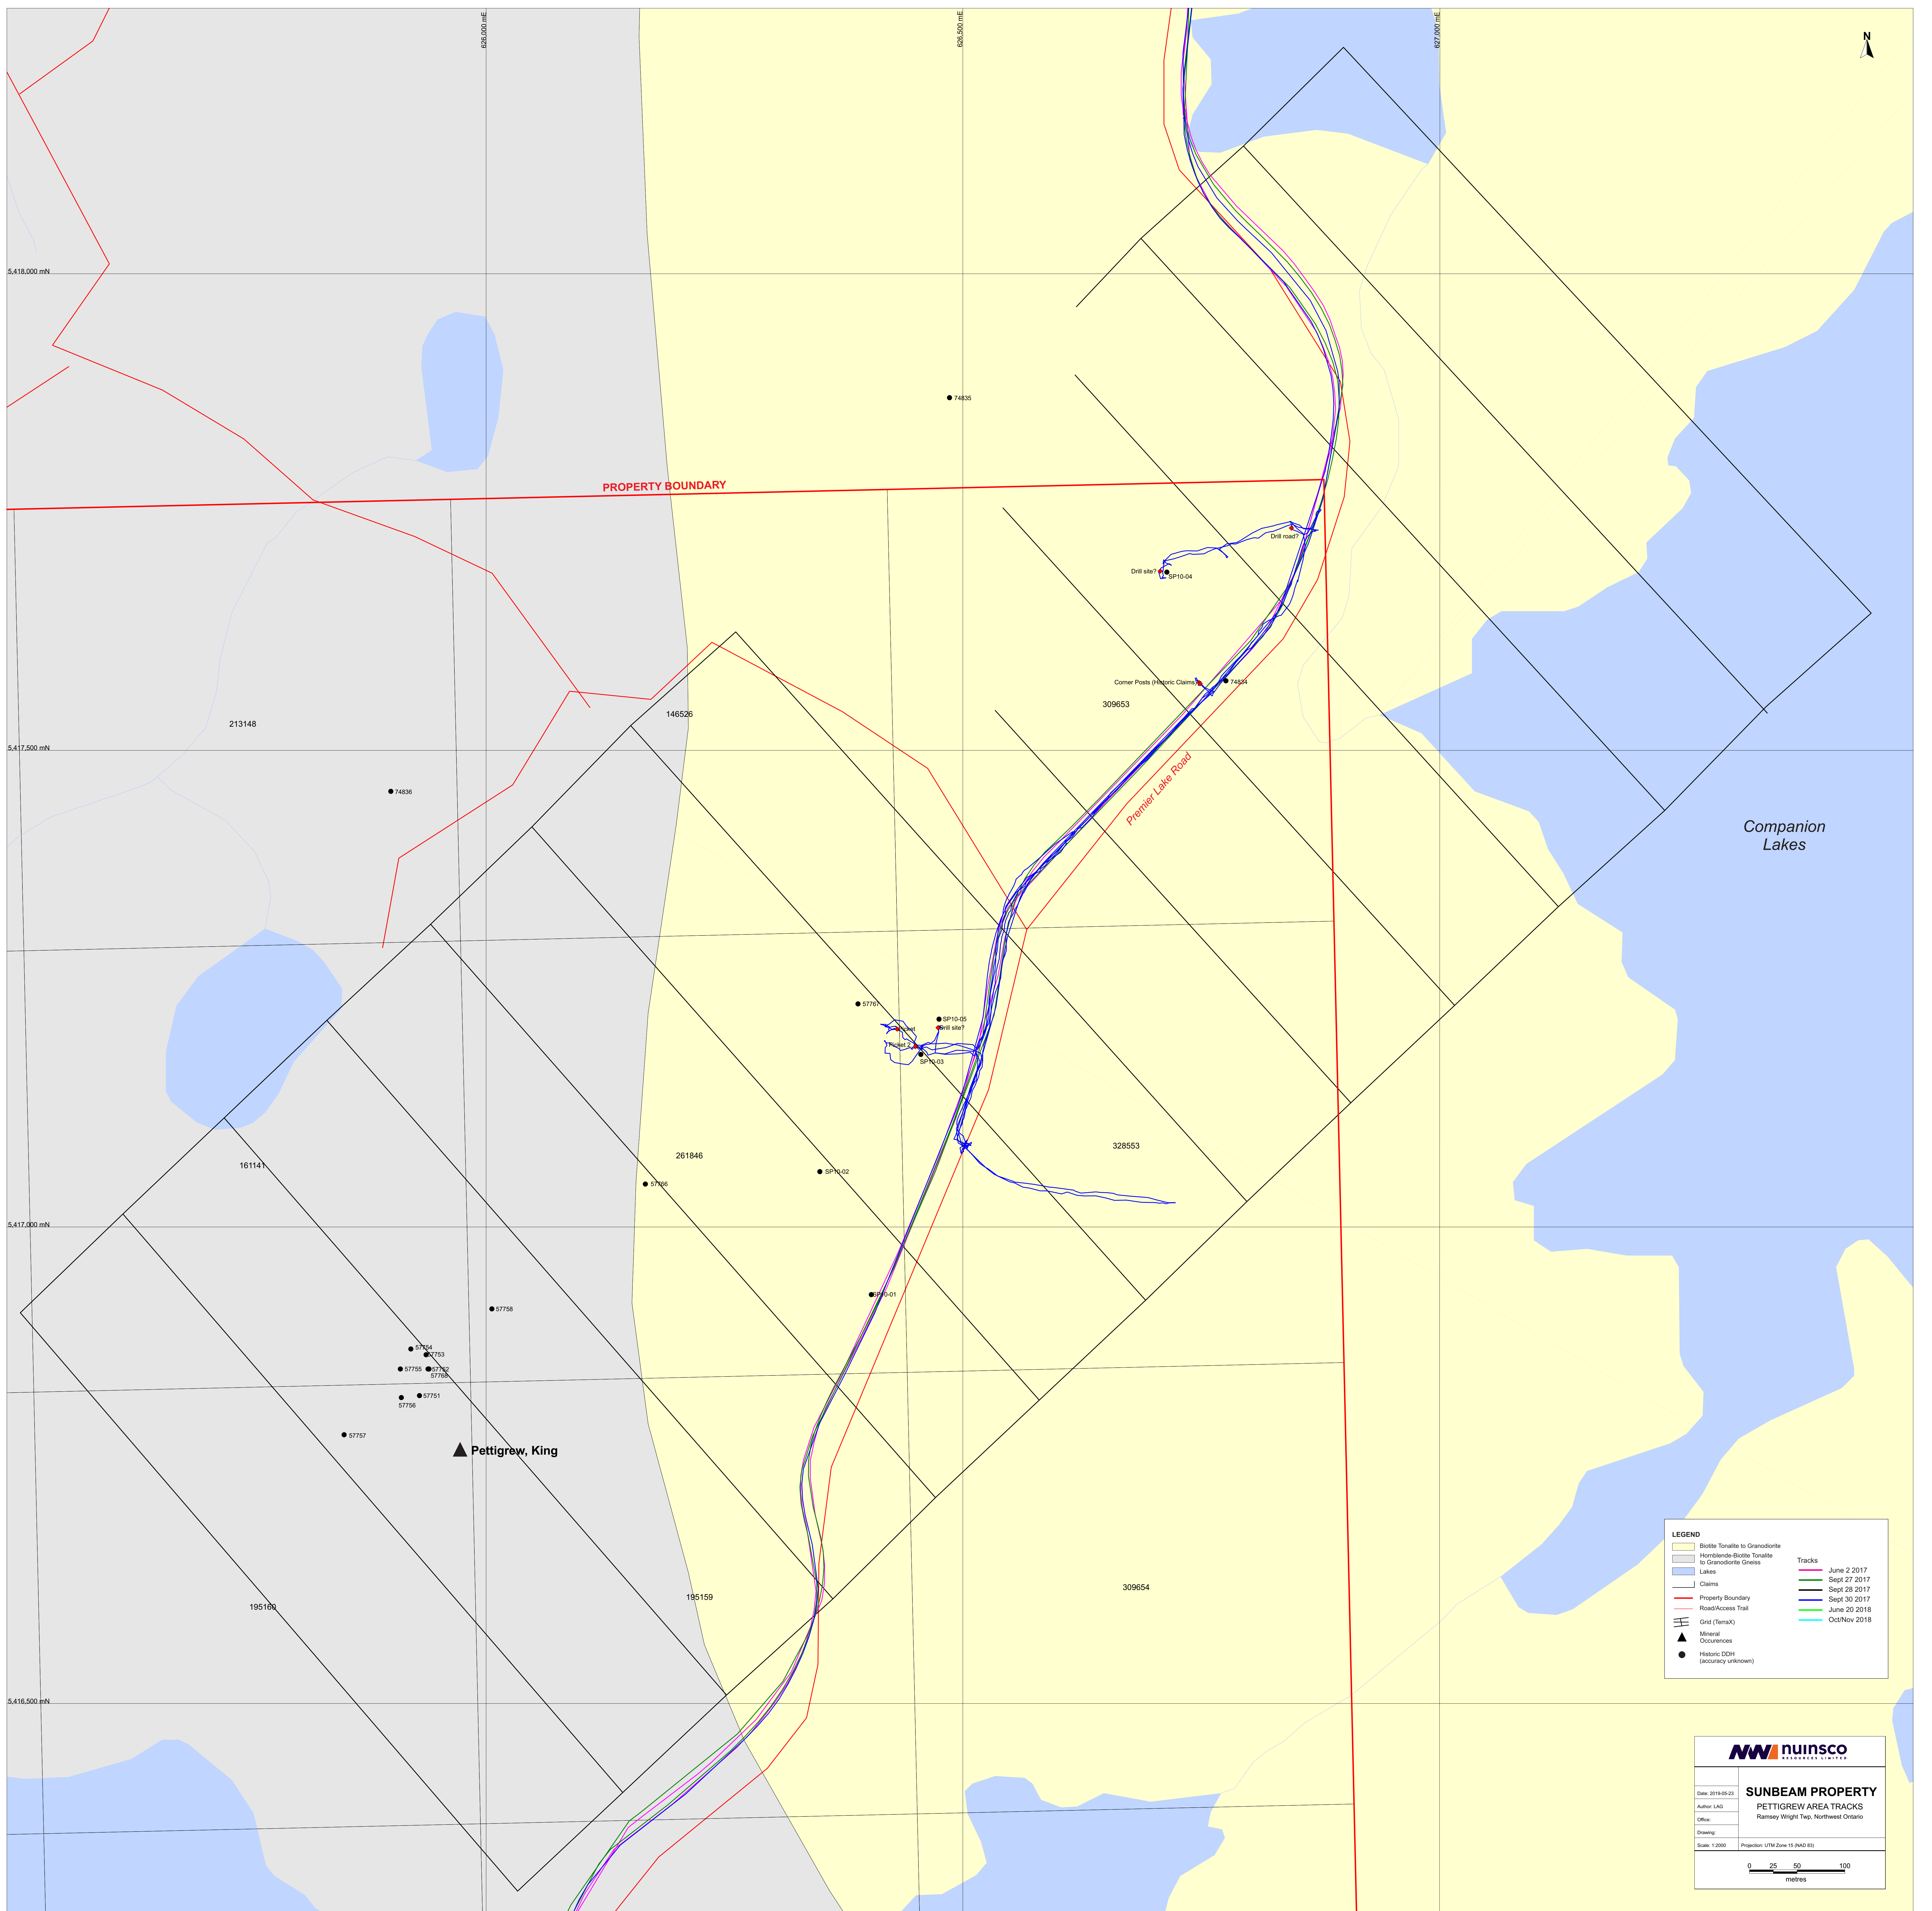 626,000 mE
626,500 mE
627,000 mE
N
5,418,000 mN
74835
PROPERTY BOUNDARY
Drill road?
Drill site?
SP10-04
Corner Posts (Historic Claims)
74834
309653
146526
213148
5,417,500 mN
Premier Lake Road
74836
Companion
Lakes
57767
SP10-05
Picket
Drill site?
Picket 2
SP10-03
328553
261846
161141
SP10-02
57766
5,417,000 mN
SP10-01
57758
57754
57753
57755
57752
57768
57751
57756
57757
Pettigrew, King
309654
195159
195160
5,416,500 mN
LEGEND
Biotite Tonalite to Granodiorite
Hornblende-Biotite Tonalite
to Granodiorite Gneiss
Lakes
Claims
Property Boundary
Road/Access Trail
Grid (TerraX)
Mineral
Occurences
Historic DDH
(accuracy unknown)
Tracks
June 2 2017
Sept 27 2017
Sept 28 2017
Sept 30 2017
June 20 2018
Oct/Nov 2018
nuinsco
RESOURCES LIMITED
Date: 2019-05-23
Author: LAG
Office:
Drawing:
Scale: 1:2000
SUNBEAM PROPERTY
PETTIGREW AREA TRACKS
Ramsey Wright Twp, Northwest Ontario
Projection: UTM Zone 15 (NAD 83)
0 25 50 100
metres